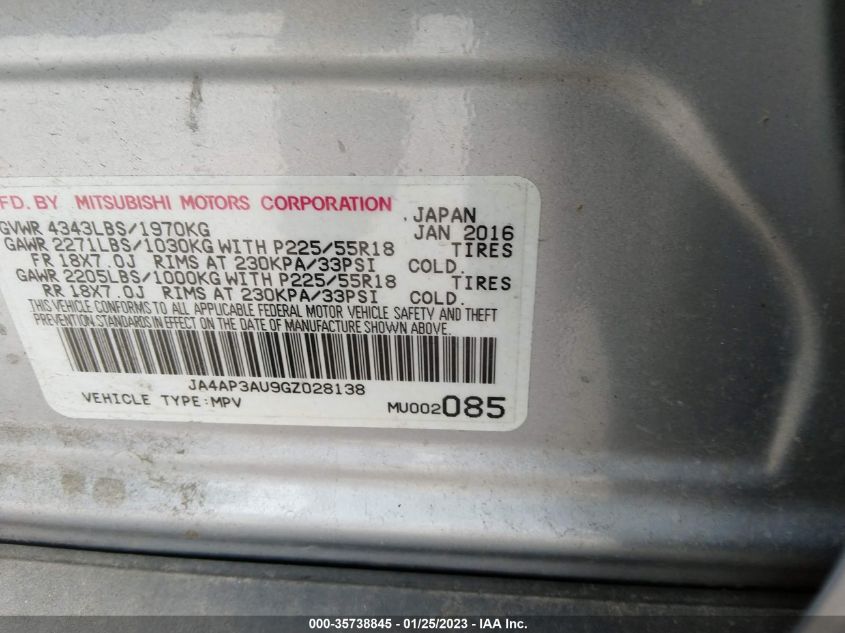 FD. BY MITSUBISHI MOTORS CORPORATION, JAPAN
GVWR 4343LBS/1970KG JAN 2016
GAWR 2271LBS/1030KG WITH P225/55R18 TIRES
FR 18X7.0J RIMS AT 230KPA/33PSI COLD.
GAWR 2205LBS/1000KG WITH P225/55R18 TIRES
RR 18X7.0J RIMS AT 230KPA/33PSI COLD.
THIS VEHICLE CONFORMS TO ALL APPLICABLE FEDERAL MOTOR VEHICLE SAFETY AND THEFT
PREVENTION STANDARDS IN EFFECT ON THE DATE OF MANUFACTURE SHOWN ABOVE.
JA4AP3AU9GZ028138
VEHICLE TYPE:MPV MU002085
000-35738845 - 01/25/2023 - IAA Inc.